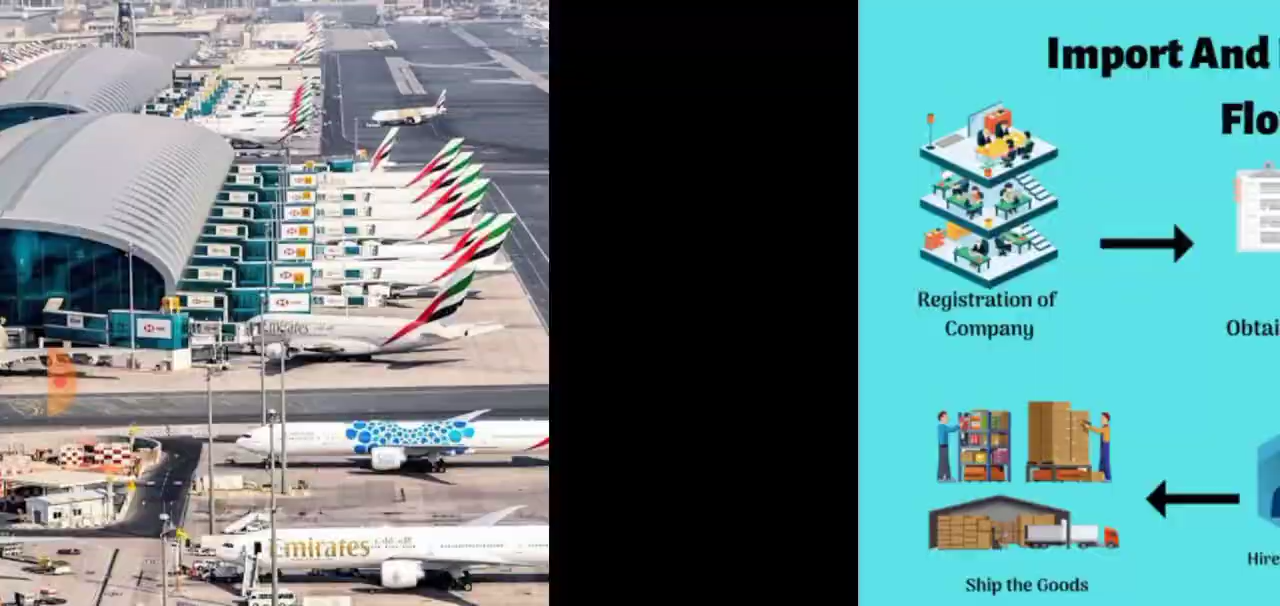 Emirates
Emirates
Import And
Flo
Registration of
Company
Obtai
Ship the Goods
Hire